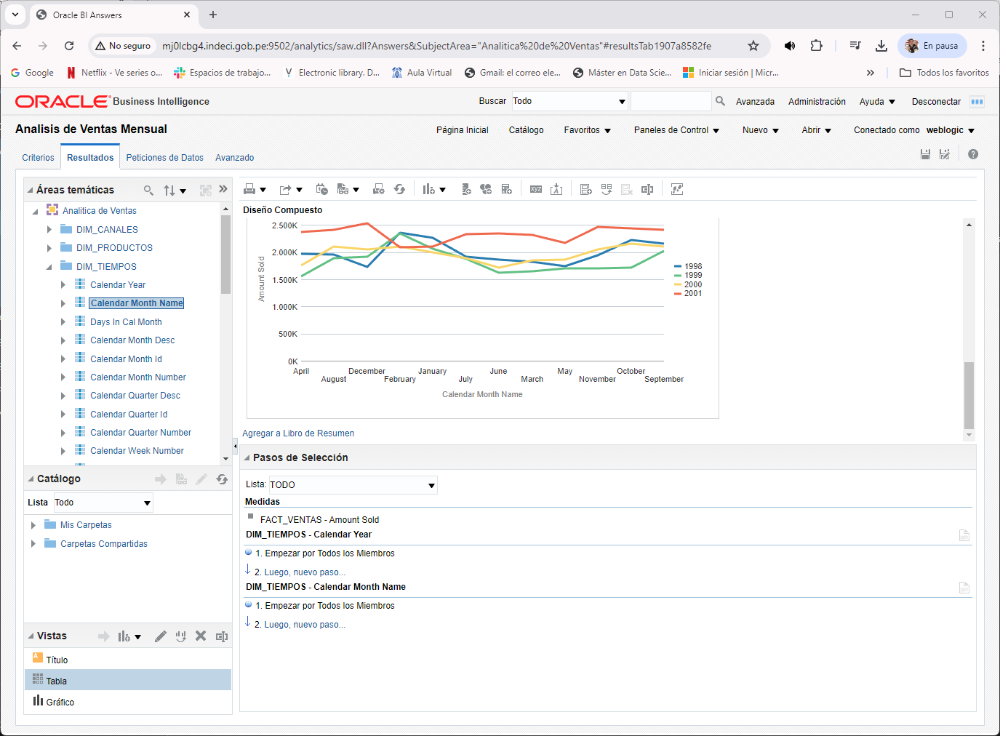 Oracle BI Answers
No seguro
mj0lcbg4.indeci.gob.pe:9502/analytics/saw.dll?Answers&SubjectArea="Analitica%20de%20Ventas"#resultsTab1907a8582fe
En pausa
Google
Netflix - Ve series o...
Espacios de trabajo...
Electronic library. D...
Aula Virtual
Gmail: el correo ele...
Máster en Data Scie...
Iniciar sesión | Micr...
Todos los favoritos
ORACLE Business Intelligence
Buscar
Todo
Avanzada
Administración
Ayuda
Desconectar
Analisis de Ventas Mensual
Página Inicial
Catálogo
Favoritos
Paneles de Control
Nuevo
Abrir
Conectado como weblogic
Criterios
Resultados
Peticiones de Datos
Avanzado
Áreas temáticas
Analitica de Ventas
DIM_CANALES
DIM_PRODUCTOS
DIM_TIEMPOS
Calendar Year
Calendar Month Name
Days In Cal Month
Calendar Month Desc
Calendar Month Id
Calendar Month Number
Calendar Quarter Desc
Calendar Quarter Id
Calendar Quarter Number
Calendar Week Number
Catálogo
Lista
Todo
Mis Carpetas
Carpetas Compartidas
Vistas
Título
Tabla
Gráfico
xyz
Diseño Compuesto
Amount Sold
2.500K
2.000K
1.500K
1.000K
500K
0K
April
August
December
February
January
July
June
March
May
November
October
September
Calendar Month Name
1998
1999
2000
2001
Agregar a Libro de Resumen
Pasos de Selección
Lista:
TODO
Medidas
FACT_VENTAS - Amount Sold
DIM_TIEMPOS - Calendar Year
1. Empezar por Todos los Miembros
2. Luego, nuevo paso...
DIM_TIEMPOS - Calendar Month Name
1. Empezar por Todos los Miembros
2. Luego, nuevo paso...